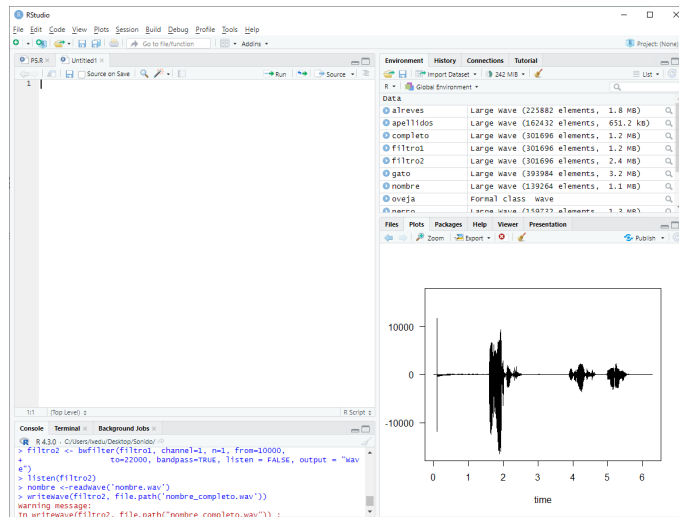 RStudio
File Edit Code View Plots Session Build Debug Profile Tools Help
Go to file/function Addins Project: (None)
PS.R × Untitled1 ×
Source on Save Run Source
1
1:1 (Top Level) R Script
Console Terminal × Background Jobs ×
R 4.3.0 · C:/Users/ixedu/Desktop/Sonido/
> filtro2 <- bwfilter(filtro1, channel=1, n=1, from=10000,
+ to=22000, bandpass=TRUE, listen = FALSE, output = "Wav
e")
> listen(filtro2)
> nombre <-readWave('nombre.wav')
> writeWave(filtro2, file.path('nombre_completo.wav'))
Warning message:
In writeWave(filtro2, file.path("nombre_completo.wav")) :
Environment History Connections Tutorial
Import Dataset 242 MiB List
R Global Environment
Data
alreves Large Wave (225882 elements, 1.8 MB)
apellidos Large Wave (162432 elements, 651.2 kB)
completo Large Wave (301696 elements, 1.2 MB)
filtro1 Large Wave (301696 elements, 1.2 MB)
filtro2 Large Wave (301696 elements, 2.4 MB)
gato Large Wave (393984 elements, 3.2 MB)
nombre Large Wave (139264 elements, 1.1 MB)
oveja Formal class Wave
perro Large Wave (159732 elements, 1.3 MB)
Files Plots Packages Help Viewer Presentation
Zoom Export Publish
10000
0
-10000
0 1 2 3 4 5 6
time